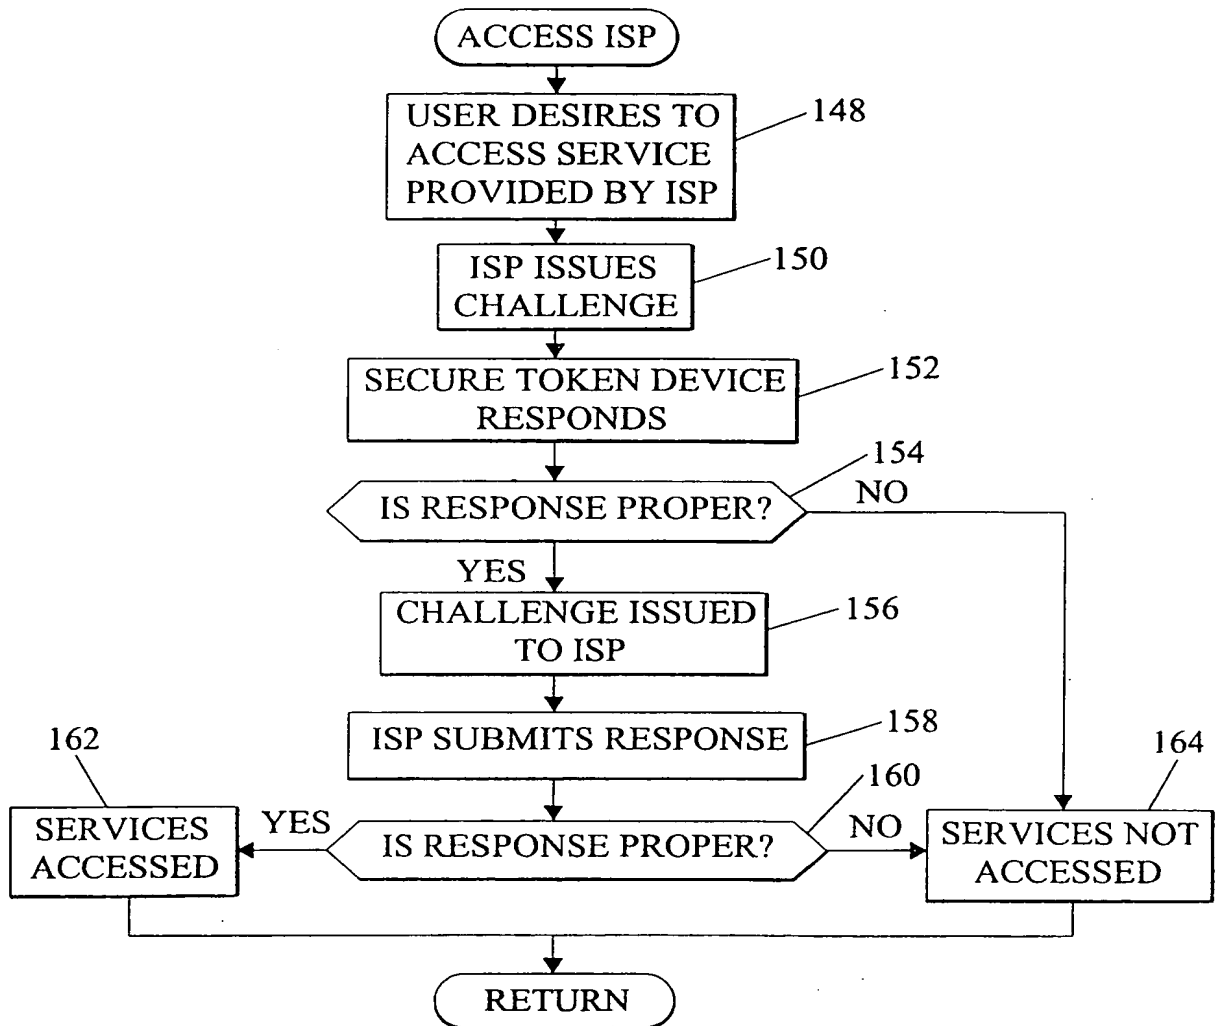 ACCESS ISP
USER DESIRES TO
ACCESS SERVICE
PROVIDED BY ISP
148
ISP ISSUES
CHALLENGE
150
SECURE TOKEN DEVICE
RESPONDS
152
IS RESPONSE PROPER?
154
NO
YES
CHALLENGE ISSUED
TO ISP
156
ISP SUBMITS RESPONSE
158
IS RESPONSE PROPER?
160
YES
NO
162
SERVICES
ACCESSED
164
SERVICES NOT
ACCESSED
RETURN